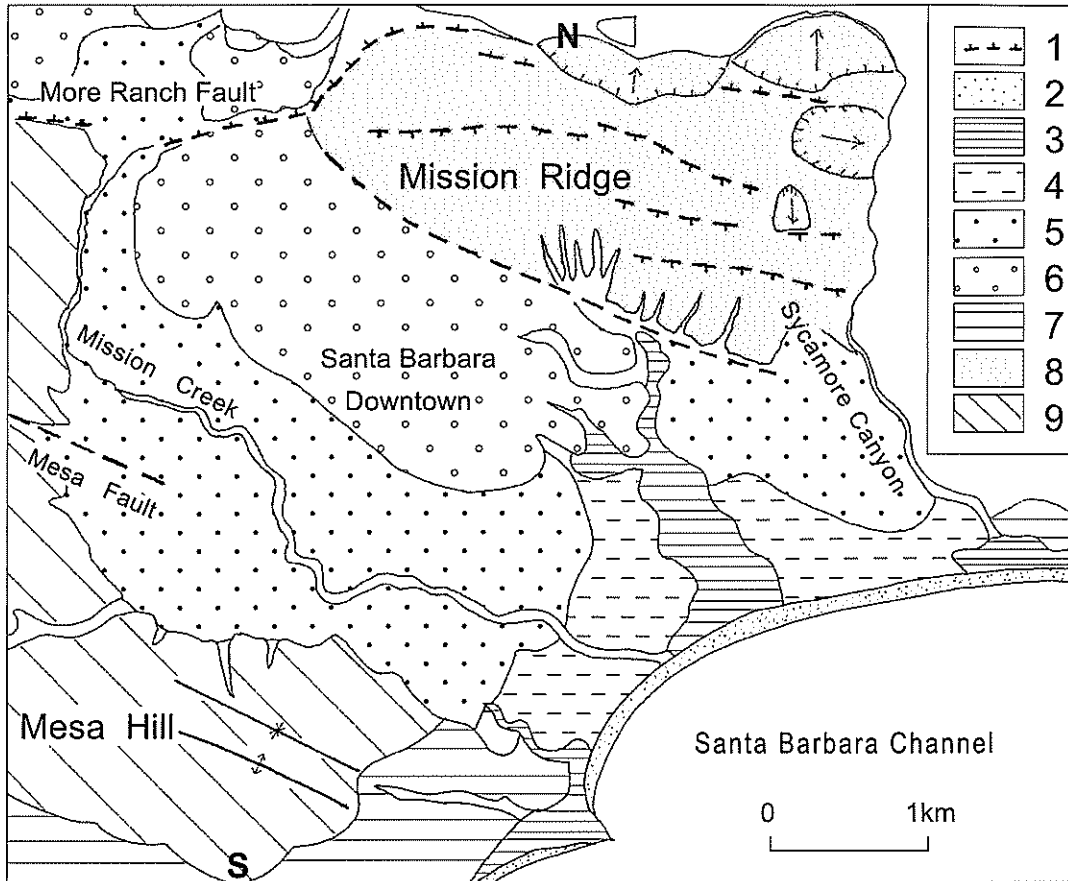 N
More Ranch Fault
Mission Ridge
Santa Barbara
Downtown
Mission Creek
Sycamore Canyon
Mesa Fault
Mesa Hill
S
Santa Barbara Channel
0 1km
1
2
3
4
5
6
7
8
9